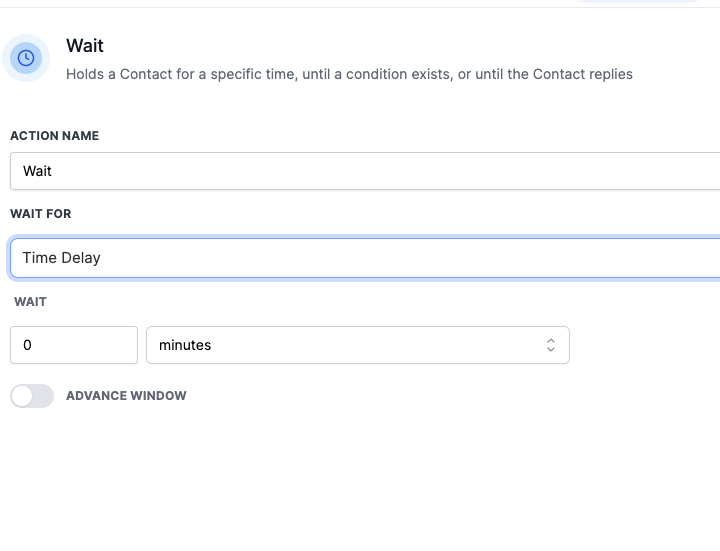 Wait
Holds a Contact for a specific time, until a condition exists, or until the Contact replies
ACTION NAME
Wait
WAIT FOR
Time Delay
WAIT
0 minutes
ADVANCE WINDOW